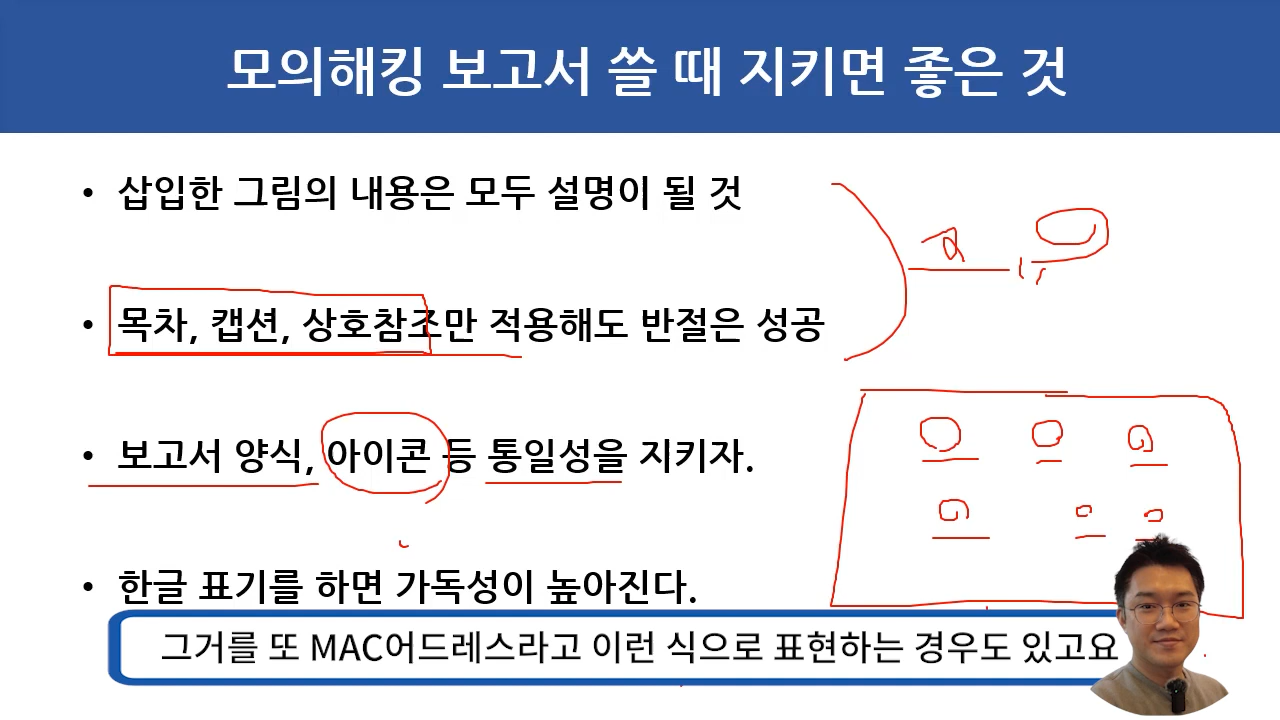 모의해킹 보고서 쓸 때 지키면 좋은 것
• 삽입한 그림의 내용은 모두 설명이 될 것
• 목차, 캡션, 상호참조만 적용해도 반절은 성공
• 보고서 양식, 아이콘 등 통일성을 지키자.
• 한글 표기를 하면 가독성이 높아진다.
그거를 또 MAC어드레스라고 이런 식으로 표현하는 경우도 있고요